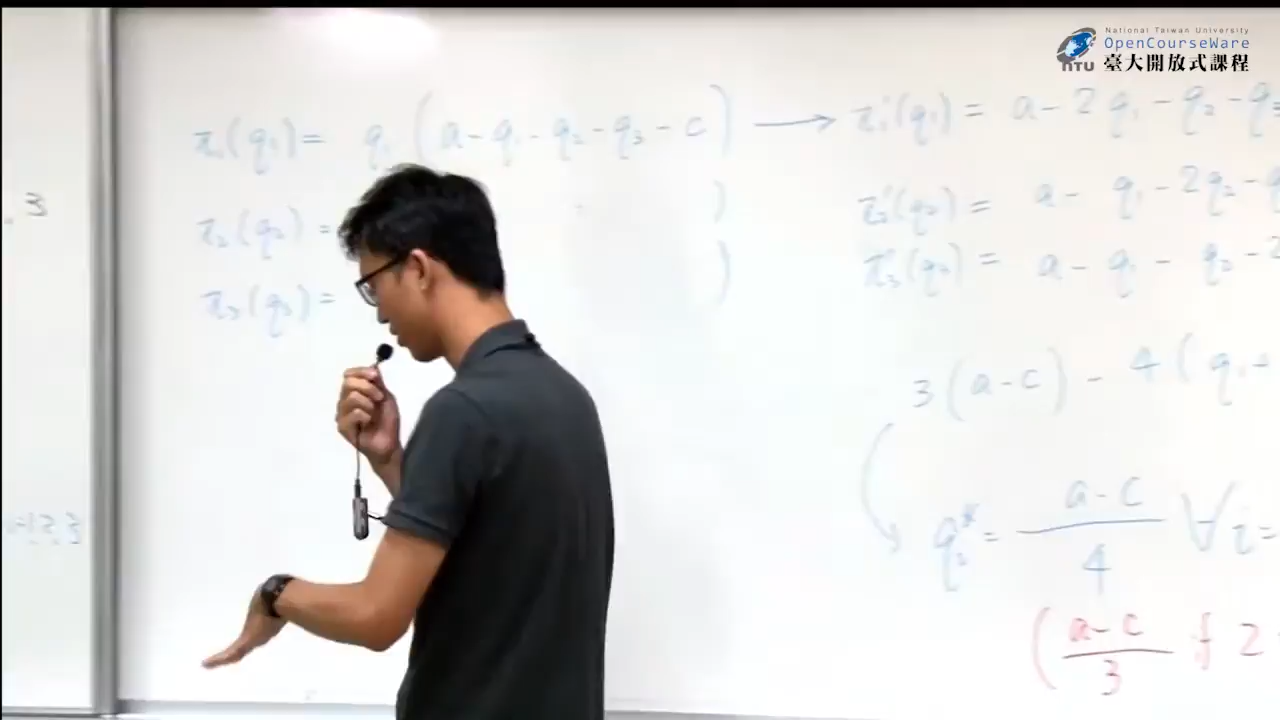 National Taiwan University
OpenCourseWare
NTU 臺大開放式課程
π₁(q₁) = q₁(a - q₁ - q₂ - q₃ - c) → π₁'(q₁) = a - 2q₁ - q₂ - q₃
π₂(q₂) = ) π₂'(q₂) = a - q₁ - 2q₂ -
π₃(q₃) = ) π₃'(q₃) = a - q₁ - q₂ - 2
. 3
3(a - c) - 4(q₁ +
qᵢ* = (a - c)/4 ∀ i =
((a - c)/3 if 2